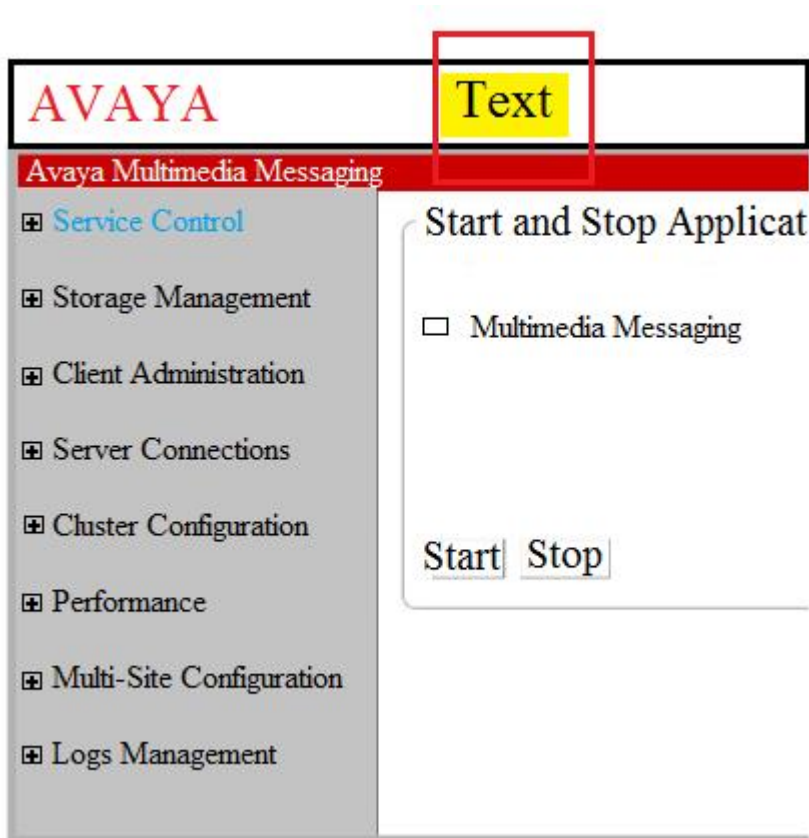 AVAYA Text
Avaya Multimedia Messaging
Service Control
Storage Management
Client Administration
Server Connections
Cluster Configuration
Performance
Multi-Site Configuration
Logs Management
Start and Stop Applicat
Multimedia Messaging
Start Stop